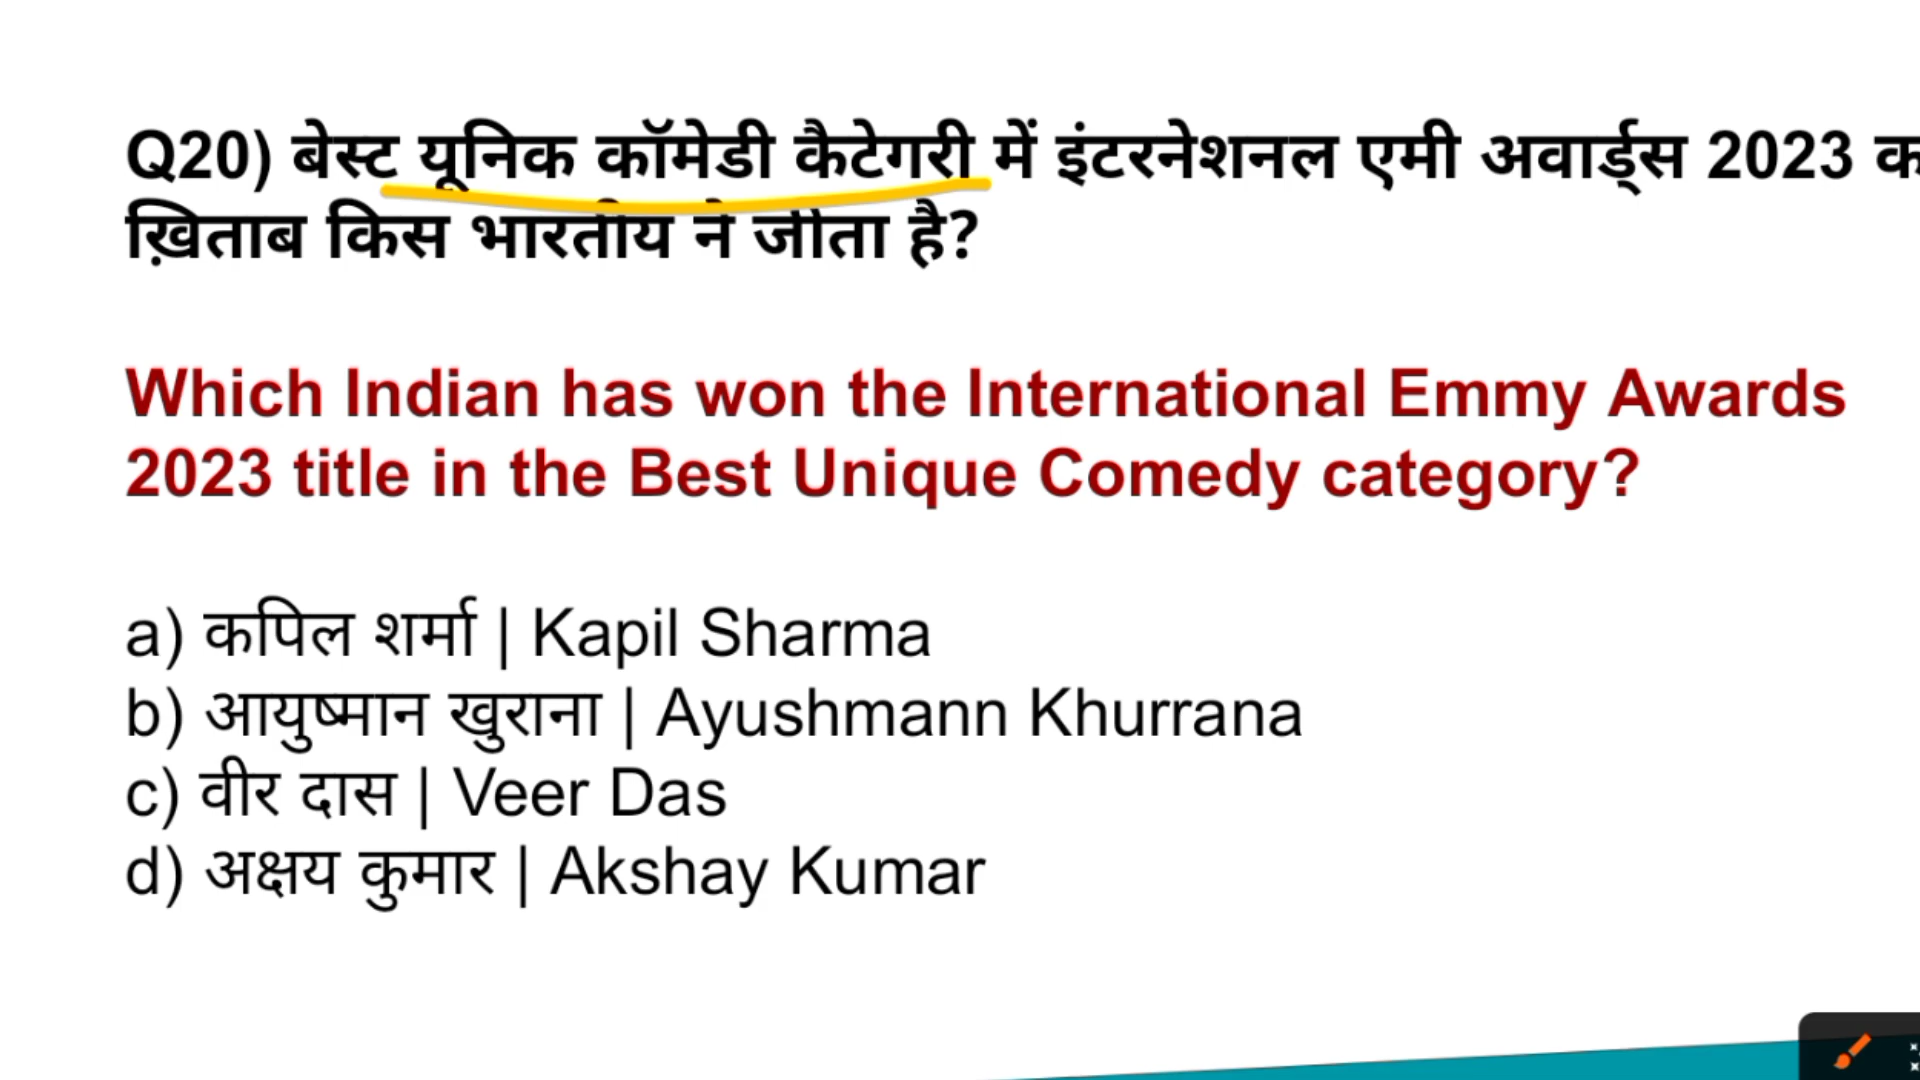 Q20) बेस्ट यूनिक कॉमेडी कैटेगरी में इंटरनेशनल एमी अवार्ड्स 2023 क
ख़िताब किस भारतीय ने जीता है?
Which Indian has won the International Emmy Awards
2023 title in the Best Unique Comedy category?
a) कपिल शर्मा | Kapil Sharma
b) आयुष्मान खुराना | Ayushmann Khurrana
c) वीर दास | Veer Das
d) अक्षय कुमार | Akshay Kumar